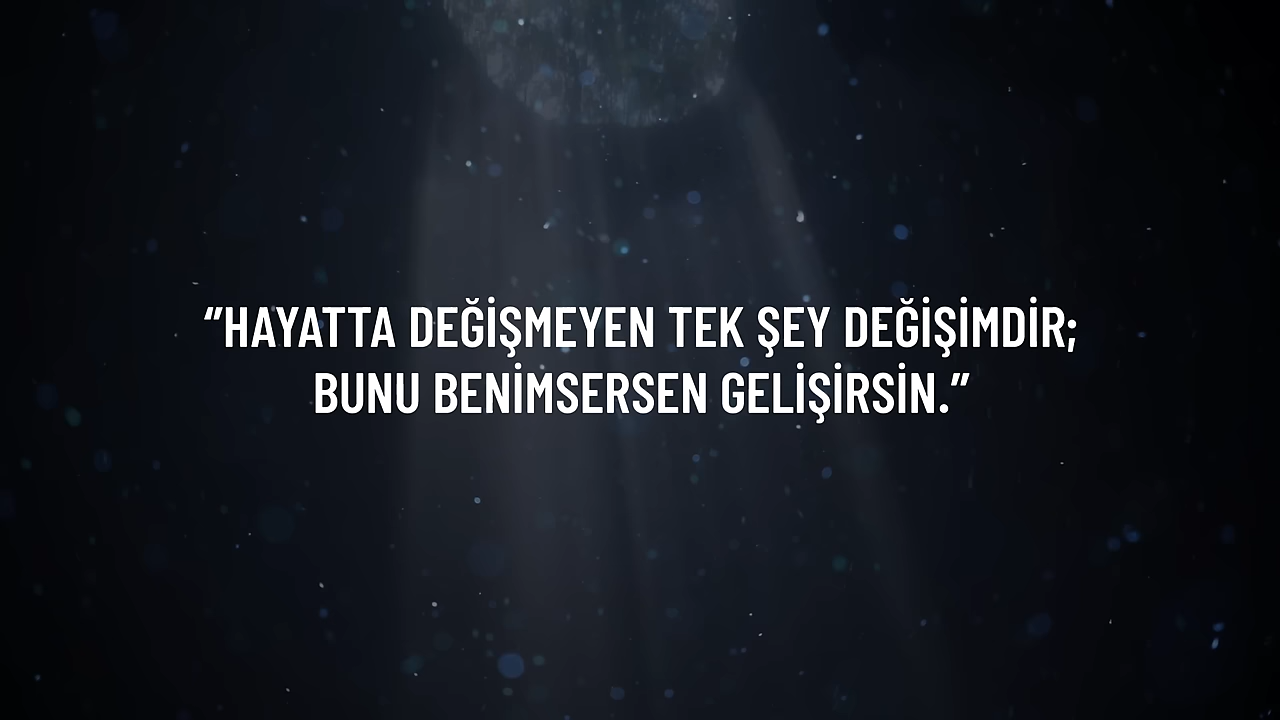 “HAYATTA DEĞİŞMEYEN TEK ŞEY DEĞİŞİMDİR;
BUNU BENİMSERSEN GELİŞİRSİN.”